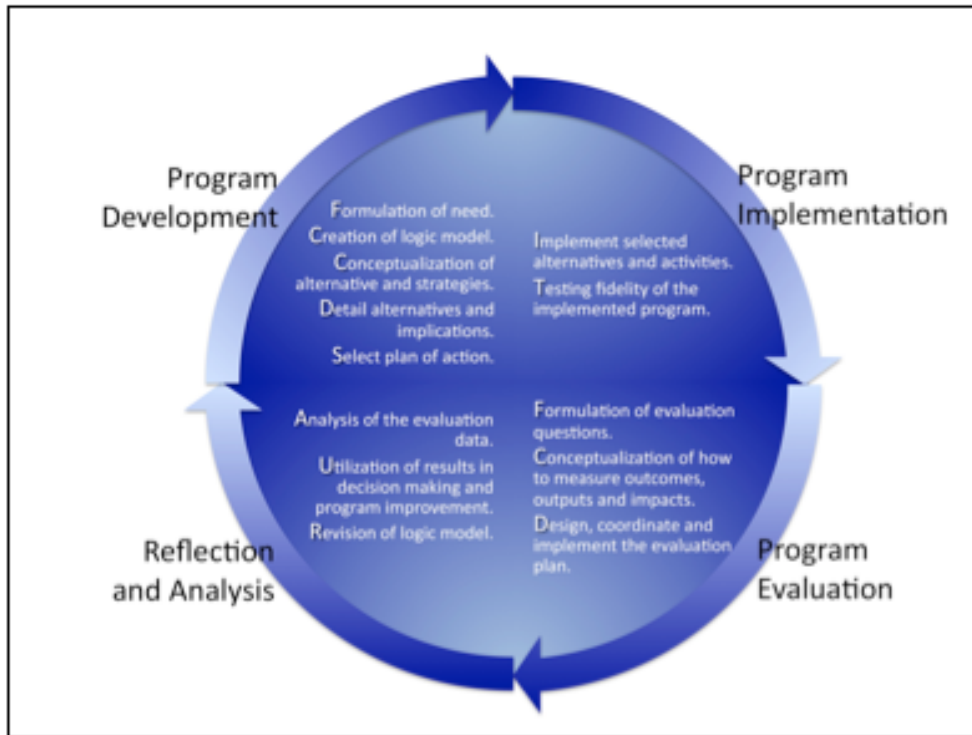 Program
Development
Formulation of need.
Creation of logic model.
Conceptualization of
alternative and strategies.
Detail alternatives and
implications.
Select plan of action.
Program
Implementation
Implement selected
alternatives and activities.
Testing fidelity of the
implemented program.
Program
Evaluation
Formulation of evaluation
questions.
Conceptualization of how
to measure outcomes,
outputs and impacts.
Design, coordinate and
implement the evaluation
plan.
Reflection
and Analysis
Analysis of the evaluation
data.
Utilization of results in
decision making and
program improvement.
Revision of logic model.